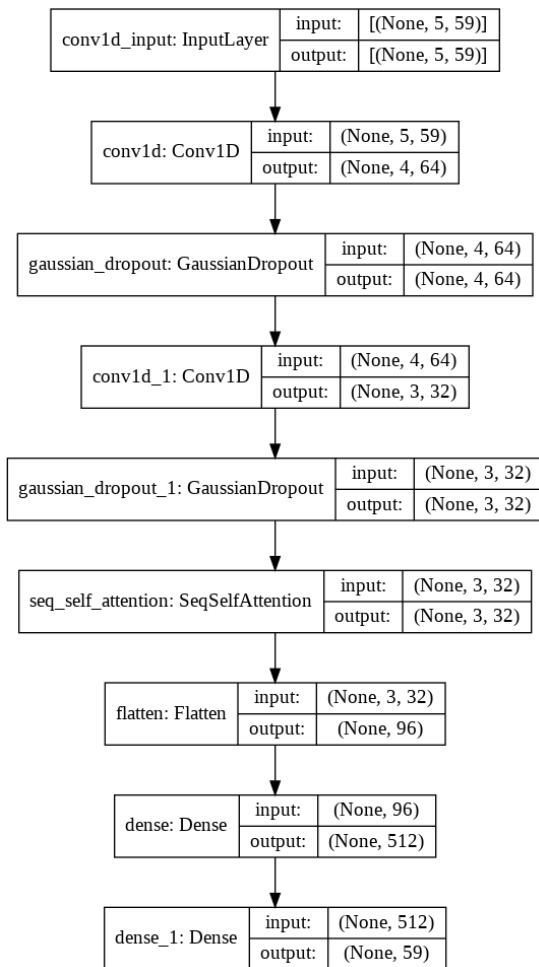 conv1d_input: InputLayer
input: [(None, 5, 59)]
output: [(None, 5, 59)]
conv1d: Conv1D
input: (None, 5, 59)
output: (None, 4, 64)
gaussian_dropout: GaussianDropout
input: (None, 4, 64)
output: (None, 4, 64)
conv1d_1: Conv1D
input: (None, 4, 64)
output: (None, 3, 32)
gaussian_dropout_1: GaussianDropout
input: (None, 3, 32)
output: (None, 3, 32)
seq_self_attention: SeqSelfAttention
input: (None, 3, 32)
output: (None, 3, 32)
flatten: Flatten
input: (None, 3, 32)
output: (None, 96)
dense: Dense
input: (None, 96)
output: (None, 512)
dense_1: Dense
input: (None, 512)
output: (None, 59)